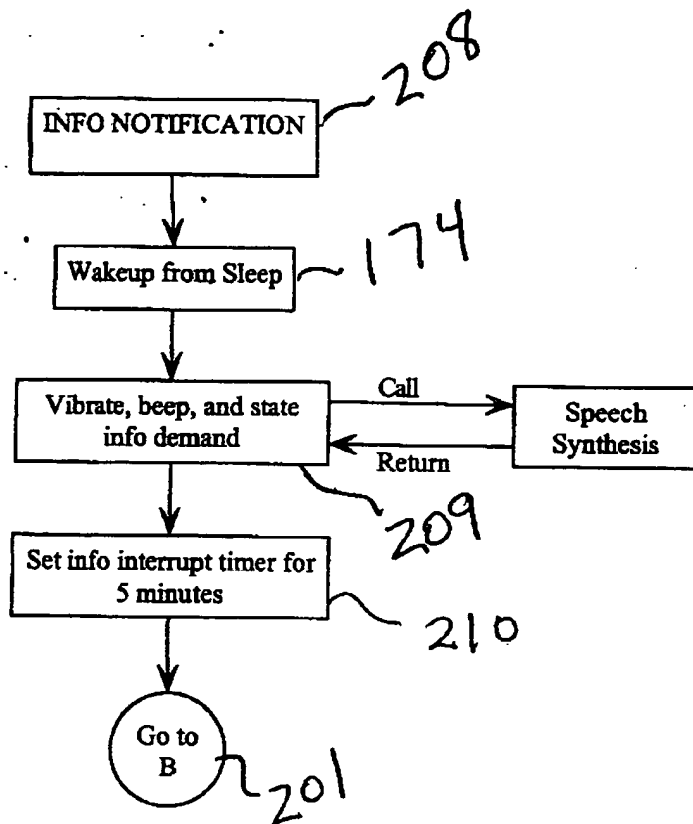 208
INFO NOTIFICATION
174
Wakeup from Sleep
Vibrate, beep, and state
info demand
Call
Return
Speech
Synthesis
209
Set info interrupt timer for
5 minutes
210
Go to
B
201